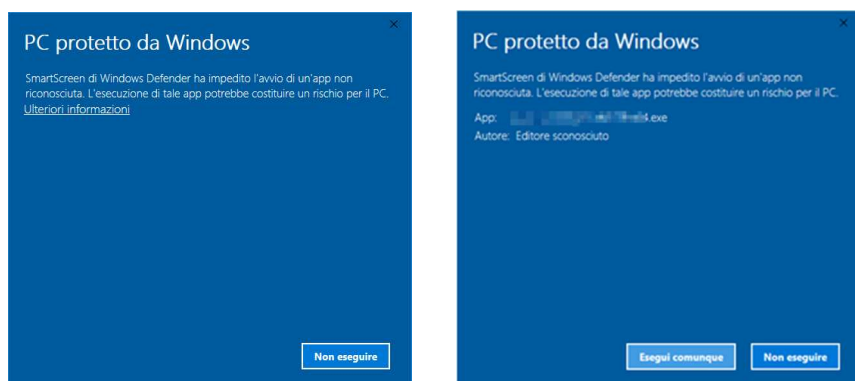 PC protetto da Windows
SmartScreen di Windows Defender ha impedito l'avvio di un'app non
riconosciuta. L'esecuzione di tale app potrebbe costituire un rischio per il PC.
Ulteriori informazioni
Non eseguire
PC protetto da Windows
SmartScreen di Windows Defender ha impedito l'avvio di un'app non
riconosciuta. L'esecuzione di tale app potrebbe costituire un rischio per il PC.
App: .exe
Autore: Editore sconosciuto
Esegui comunque
Non eseguire